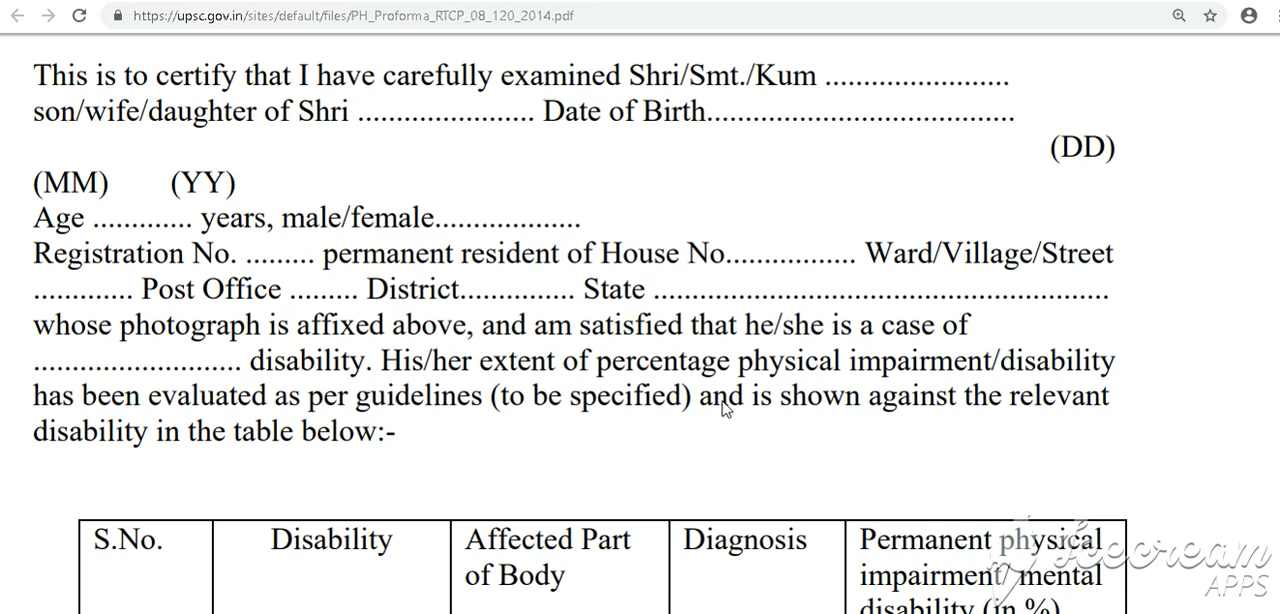 https://upsc.gov.in/sites/default/files/PH_Proforma_RTCP_08_120_2014.pdf
This is to certify that I have carefully examined Shri/Smt./Kum ........................
son/wife/daughter of Shri ....................... Date of Birth........................................
(DD)
(MM) (YY)
Age ............. years, male/female...................
Registration No. ......... permanent resident of House No................. Ward/Village/Street
............. Post Office ......... District............... State ...........................................................
whose photograph is affixed above, and am satisfied that he/she is a case of
........................... disability. His/her extent of percentage physical impairment/disability
has been evaluated as per guidelines (to be specified) and is shown against the relevant
disability in the table below:-
S.No. Disability Affected Part of Body Diagnosis Permanent physical impairment/ mental disability (in %)
Icecream
APPS